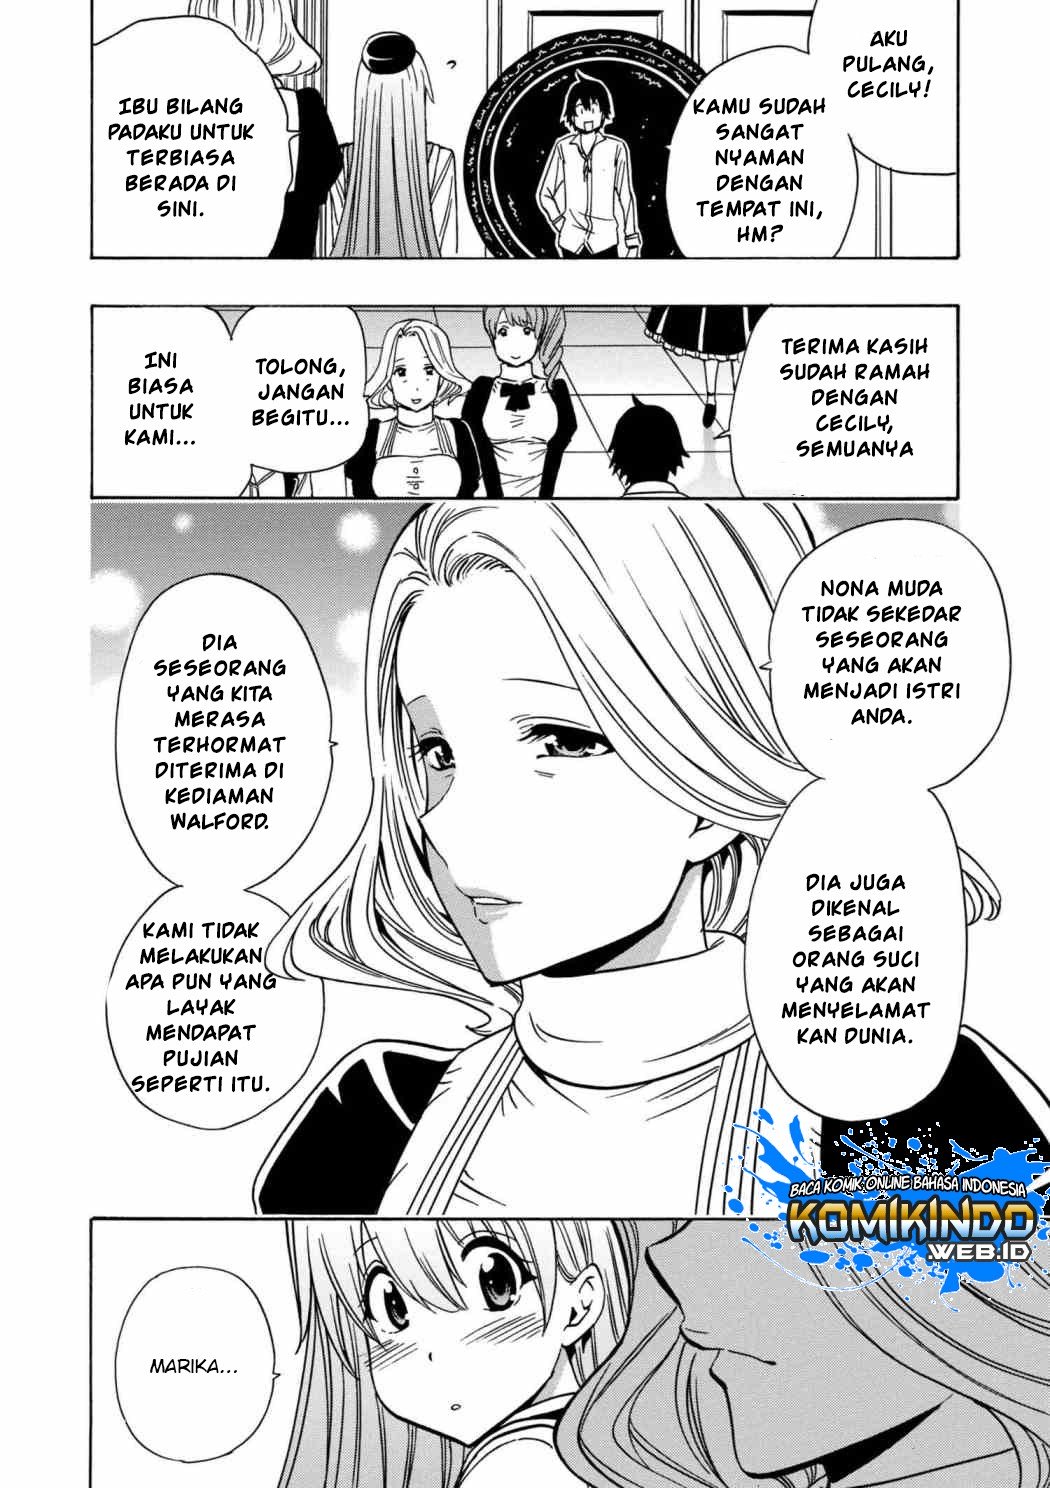 AKU
PULANG,
CECILY!
KAMU SUDAH
SANGAT
NYAMAN
DENGAN
TEMPAT INI,
HM?
IBU BILANG
PADAKU UNTUK
TERBIASA
BERADA DI
SINI.
TERIMA KASIH
SUDAH RAMAH
DENGAN
CECILY,
SEMUANYA
TOLONG,
JANGAN
BEGITU...
INI
BIASA
UNTUK
KAMI...
NONA MUDA
TIDAK SEKEDAR
SESEORANG
YANG AKAN
MENJADI ISTRI
ANDA.
DIA JUGA
DIKENAL
SEBAGAI
ORANG SUCI
YANG AKAN
MENYELAMAT
KAN DUNIA.
DIA
SESEORANG
YANG KITA
MERASA
TERHORMAT
DITERIMA DI
KEDIAMAN
WALFORD.
KAMI TIDAK
MELAKUKAN
APA PUN YANG
LAYAK
MENDAPAT
PUJIAN
SEPERTI ITU.
BACA KOMIK ONLINE BAHASA INDONESIA
KOMIKINDO
.WEB.ID
MARIKA...